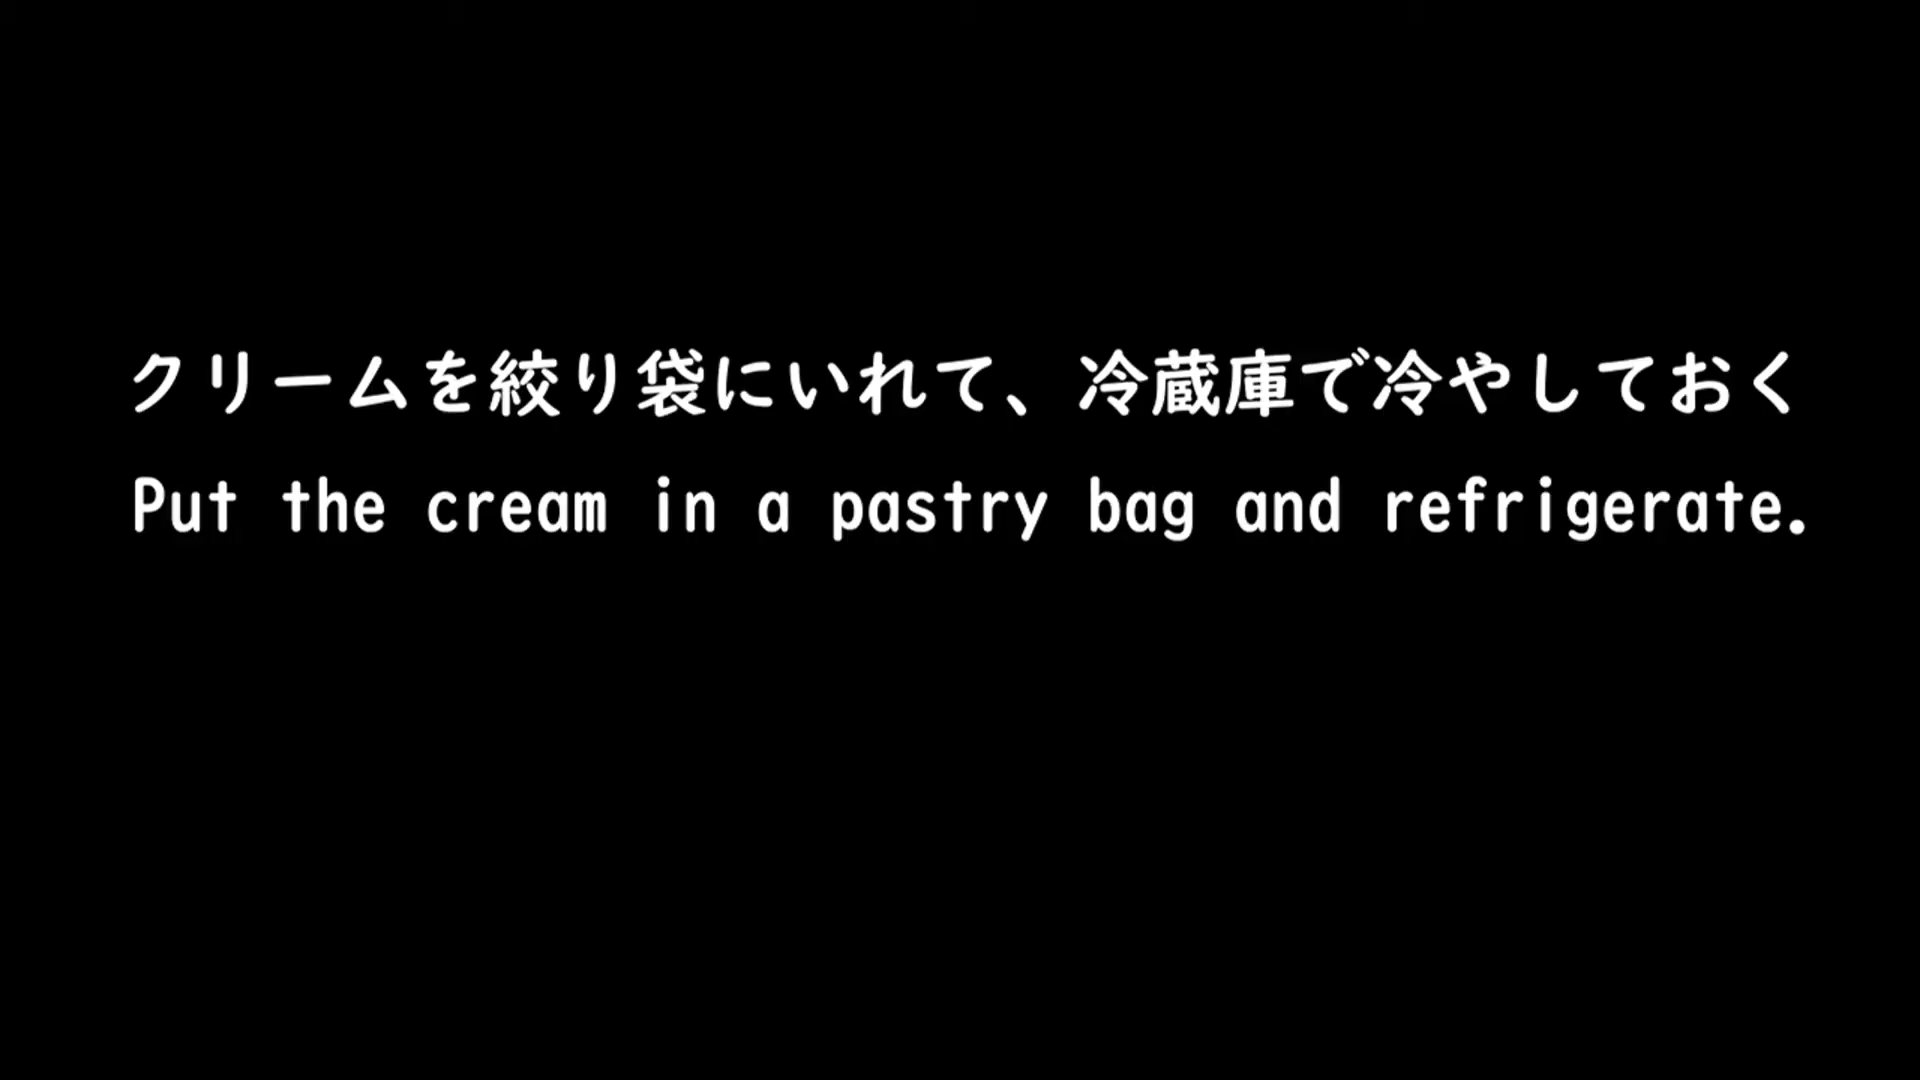 クリームを絞り袋にいれて、冷蔵庫で冷やしておく
Put the cream in a pastry bag and refrigerate.